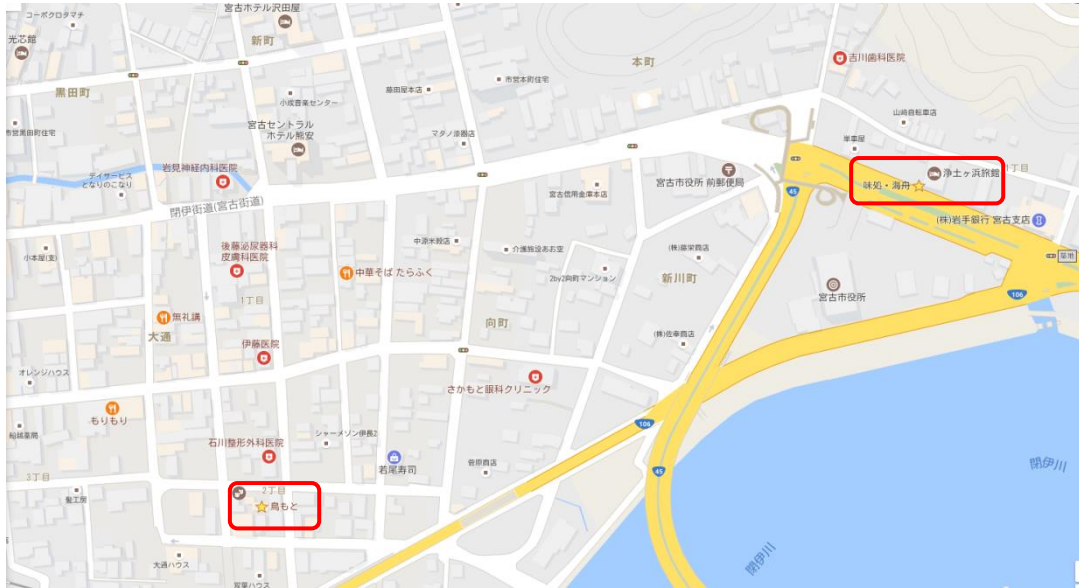 コーポクロタマチ
宮古ホテル沢田屋
光芯館
新町
本町
吉川歯科医院
黒田町
藤田屋本店
市営本町住宅
小成音楽センター
山崎自転車店
市営黒田町住宅
宮古セントラル
ホテル熊安
マタノ漆器店
単車屋
岩見神経内科医院
宮古市役所 前郵便局
浄土ヶ浜旅館
1丁目
デイサービス
となりのこなり
味処・海舟
45
宮古信用金庫本店
閉伊街道(宮古街道)
(株)岩手銀行 宮古支店
後藤泌尿器科
皮膚科医院
中源米穀店
介護施設あお空
(株)藤栄商店
小本屋(支)
築地
中華そば たらふく
2by2向町マンション
新川町
宮古市役所
106
1丁目
無礼講
向町
大通
伊藤医院
(株)佐幸商店
オレンジハウス
さかもと眼科クリニック
もりもり
106
船越薬局
石川整形外科医院
シャーメゾン伊長2
若尾寿司
菅原商店
閉伊川
45
3丁目
2丁目
髪工房
鳥もと
大通ハウス
閉伊川
双葉ハウス